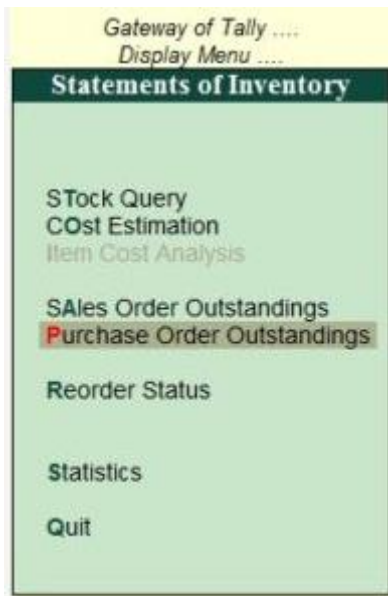 Gateway of Tally ....
Display Menu ....
Statements of Inventory
STock Query
COst Estimation
Item Cost Analysis
SAles Order Outstandings
Purchase Order Outstandings
Reorder Status
Statistics
Quit